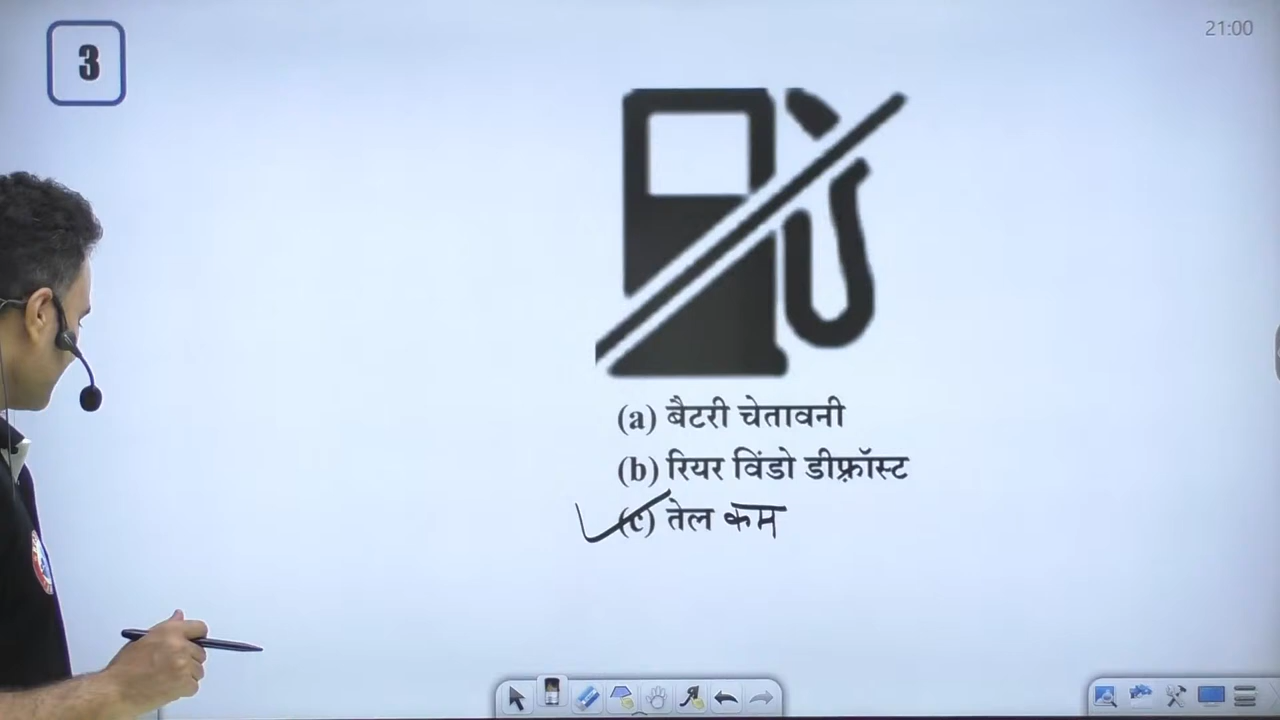 3
21:00
(a) बैटरी चेतावनी
(b) रियर विंडो डीफ़्रॉस्ट
(c) तेल कम